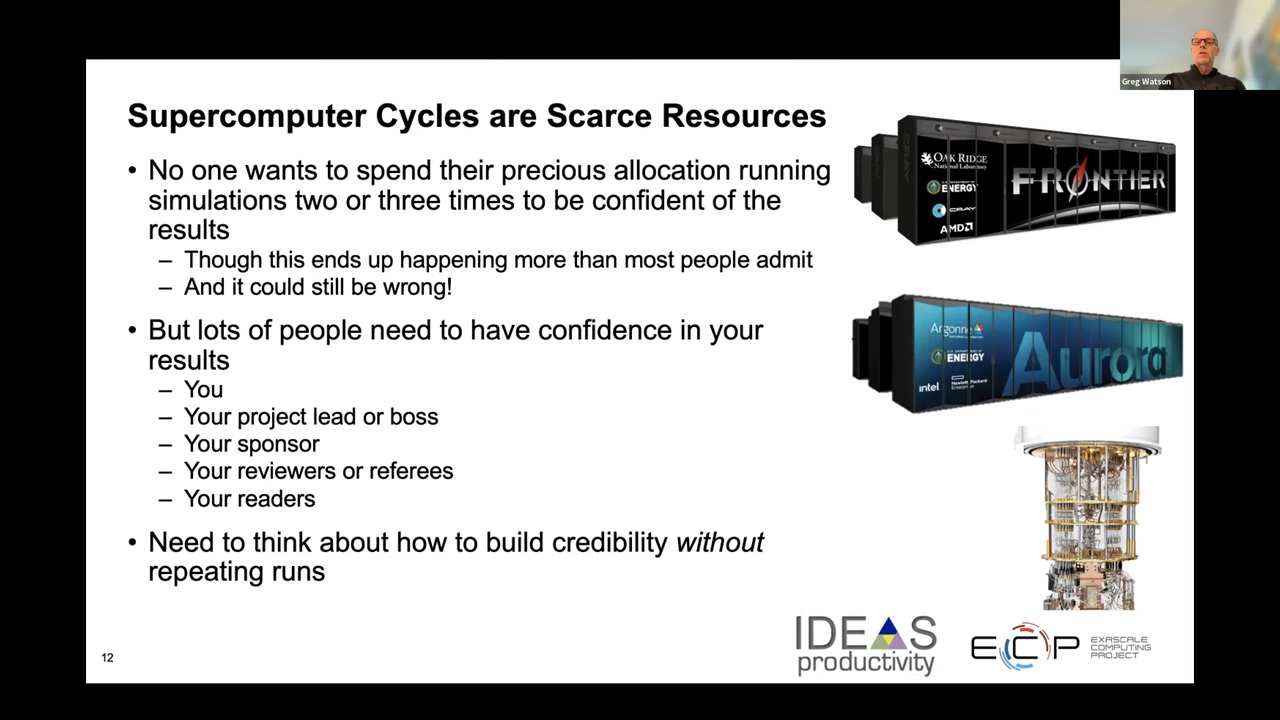 Greg Watson
Supercomputer Cycles are Scarce Resources
• No one wants to spend their precious allocation running
simulations two or three times to be confident of the
results
– Though this ends up happening more than most people admit
– And it could still be wrong!
• But lots of people need to have confidence in your
results
– You
– Your project lead or boss
– Your sponsor
– Your reviewers or referees
– Your readers
• Need to think about how to build credibility without
repeating runs
OAK RIDGE
National Laboratory
ENERGY
CRAY
AMD
FRONTIER
Argonne
NATIONAL LABORATORY
U.S. DEPARTMENT OF
ENERGY
intel
Hewlett Packard
Enterprise
Aurora
12
IDEAS
productivity
ECP
EXASCALE
COMPUTING
PROJECT